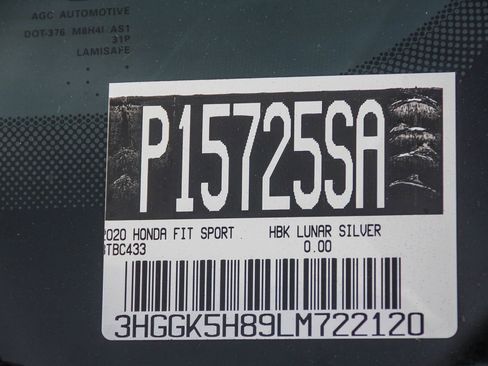 AGC AUTOMOTIVE
DOT-376 M8H4I AS1
31P
LAMISAFE
P15725SA
2020 HONDA FIT SPORT HBK LUNAR SILVER
STBC433 0.00
3HGGK5H89LM722120